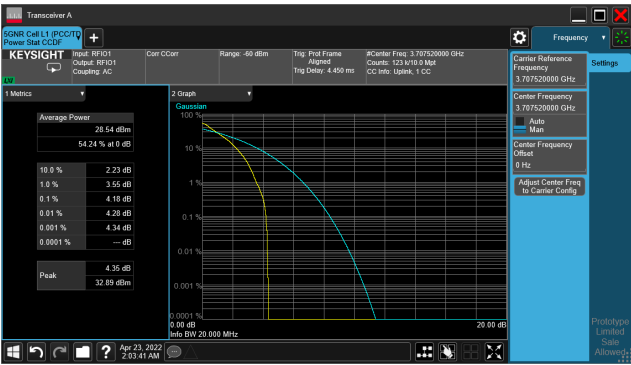 Transceiver A
5GNR Cell L1 (PCC/TD
Power Stat CCDF
Frequency
KEYSIGHT
Input: RFIO1
Output: RFIO1
Coupling: AC
Corr CCorr
Range: -60 dBm
Trig: Prot Frame
Aligned
Trig Delay: 4.450 ms
#Center Freq: 3.707520000 GHz
Counts: 123 k/10.0 Mpt
CC Info: Uplink, 1 CC
LVI
1 Metrics
Average Power
28.54 dBm
54.24 % at 0 dB
10.0 % 2.23 dB
1.0 % 3.55 dB
0.1 % 4.18 dB
0.01 % 4.28 dB
0.001 % 4.34 dB
0.0001 % --- dB
Peak
4.35 dB
32.89 dBm
2 Graph
Gaussian
100 %
10 %
1 %
0.1 %
0.01 %
0.001 %
0.0001 %
0.00 dB
20.00 dB
Info BW 20.000 MHz
Carrier Reference
Frequency
3.707520000 GHz
Center Frequency
3.707520000 GHz
Auto
Man
Center Frequency
Offset
0 Hz
Adjust Center Freq
to Carrier Config
Settings
Prototype
Limited
Sale
Allowed
Apr 23, 2022
2:03:41 AM